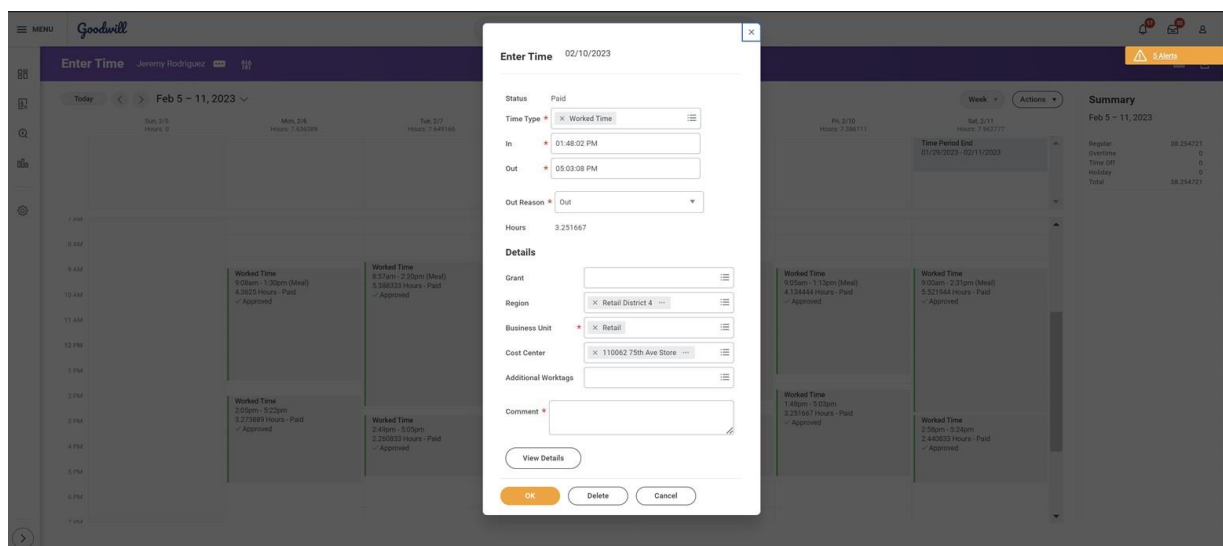 MENU
Goodwill
17
Enter Time Jeremy Rodriguez
5 Alerts
Today
Feb 5 – 11, 2023
Week
Actions
Sun, 2/5
Hours: 0
Mon, 2/6
Hours: 7.636389
Tue, 2/7
Hours: 7.649166
Fri, 2/10
Hours: 7.386111
Sat, 2/11
Hours: 7.962777
Time Period End
01/29/2023 - 02/11/2023
Summary
Feb 5 – 11, 2023
Regular 38.254721
Overtime 0
Time Off 0
Holiday 0
Total 38.254721
7 AM
8 AM
9 AM
10 AM
11 AM
12 PM
1 PM
2 PM
3 PM
4 PM
5 PM
6 PM
7 PM
Worked Time
9:08am - 1:30pm (Meal)
4.3625 Hours - Paid
Approved
Worked Time
2:05pm - 5:22pm
3.273889 Hours - Paid
Approved
Worked Time
8:57am - 2:20pm (Meal)
5.388333 Hours - Paid
Approved
Worked Time
2:49pm - 5:05pm
2.260833 Hours - Paid
Approved
Enter Time 02/10/2023
Status Paid
Time Type * × Worked Time
In * 01:48:02 PM
Out * 05:03:08 PM
Out Reason * Out
Hours 3.251667
Details
Grant
Region × Retail District 4 ...
Business Unit * × Retail
Cost Center × 110062 75th Ave Store ...
Additional Worktags
Comment *
View Details
OK Delete Cancel
Worked Time
9:05am - 1:13pm (Meal)
4.134444 Hours - Paid
Approved
Worked Time
1:48pm - 5:03pm
3.251667 Hours - Paid
Approved
Worked Time
9:00am - 2:31pm (Meal)
5.521944 Hours - Paid
Approved
Worked Time
2:58pm - 5:24pm
2.440833 Hours - Paid
Approved